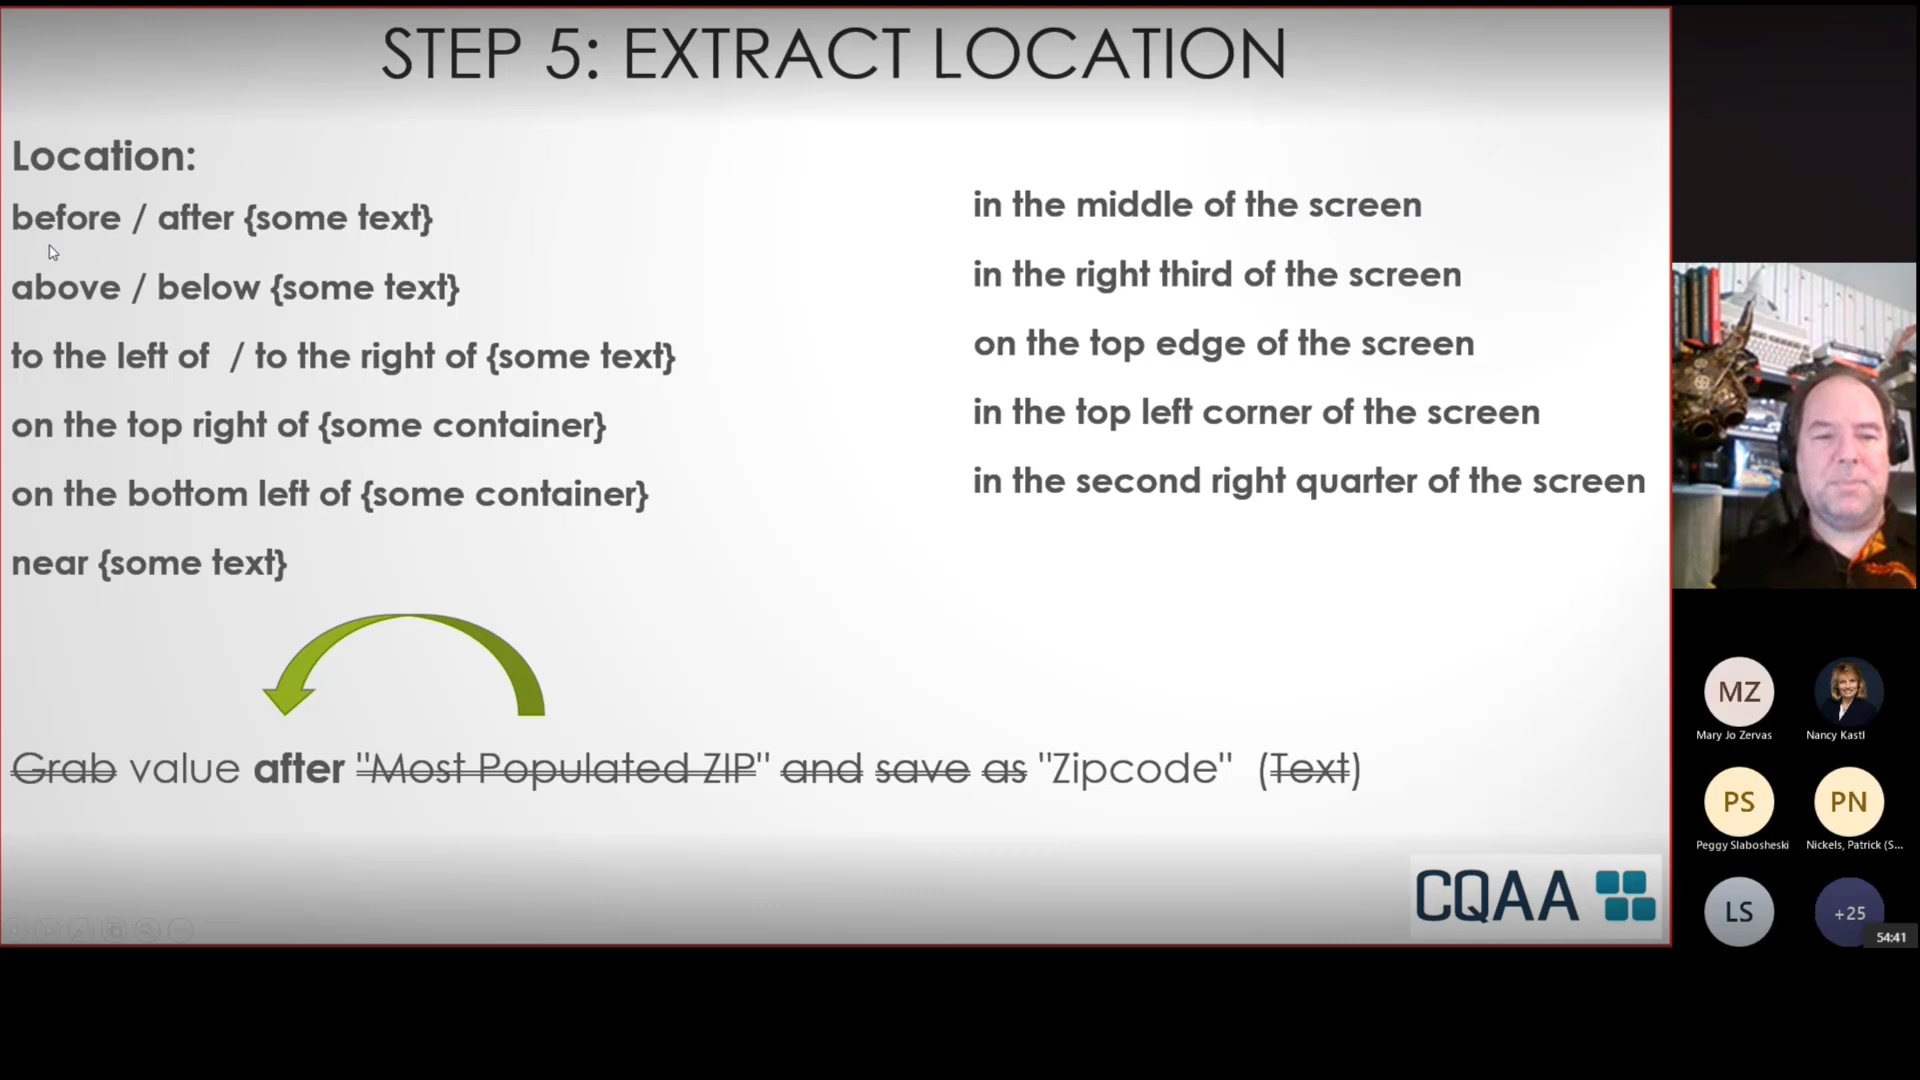 STEP 5: EXTRACT LOCATION
Location:
before / after {some text}
above / below {some text}
to the left of / to the right of {some text}
on the top right of {some container}
on the bottom left of {some container}
near {some text}
in the middle of the screen
in the right third of the screen
on the top edge of the screen
in the top left corner of the screen
in the second right quarter of the screen
Grab value after "Most Populated ZIP" and save as "Zipcode" (Text)
CQAA
MZ
Mary Jo Zervas
Nancy Kastl
PS
Peggy Slabosheski
PN
Nickels, Patrick (S...
LS
+25
54:41